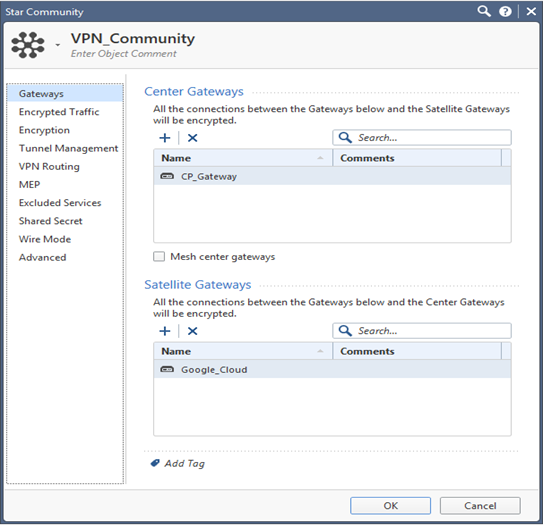 Star Community
VPN_Community
Enter Object Comment
Gateways
Encrypted Traffic
Encryption
Tunnel Management
VPN Routing
MEP
Excluded Services
Shared Secret
Wire Mode
Advanced
Center Gateways
All the connections between the Gateways below and the Satellite Gateways
will be encrypted.
Search...
Name Comments
CP_Gateway
Mesh center gateways
Satellite Gateways
All the connections between the Gateways below and the Center Gateways
will be encrypted.
Search...
Name Comments
Google_Cloud
Add Tag
OK Cancel